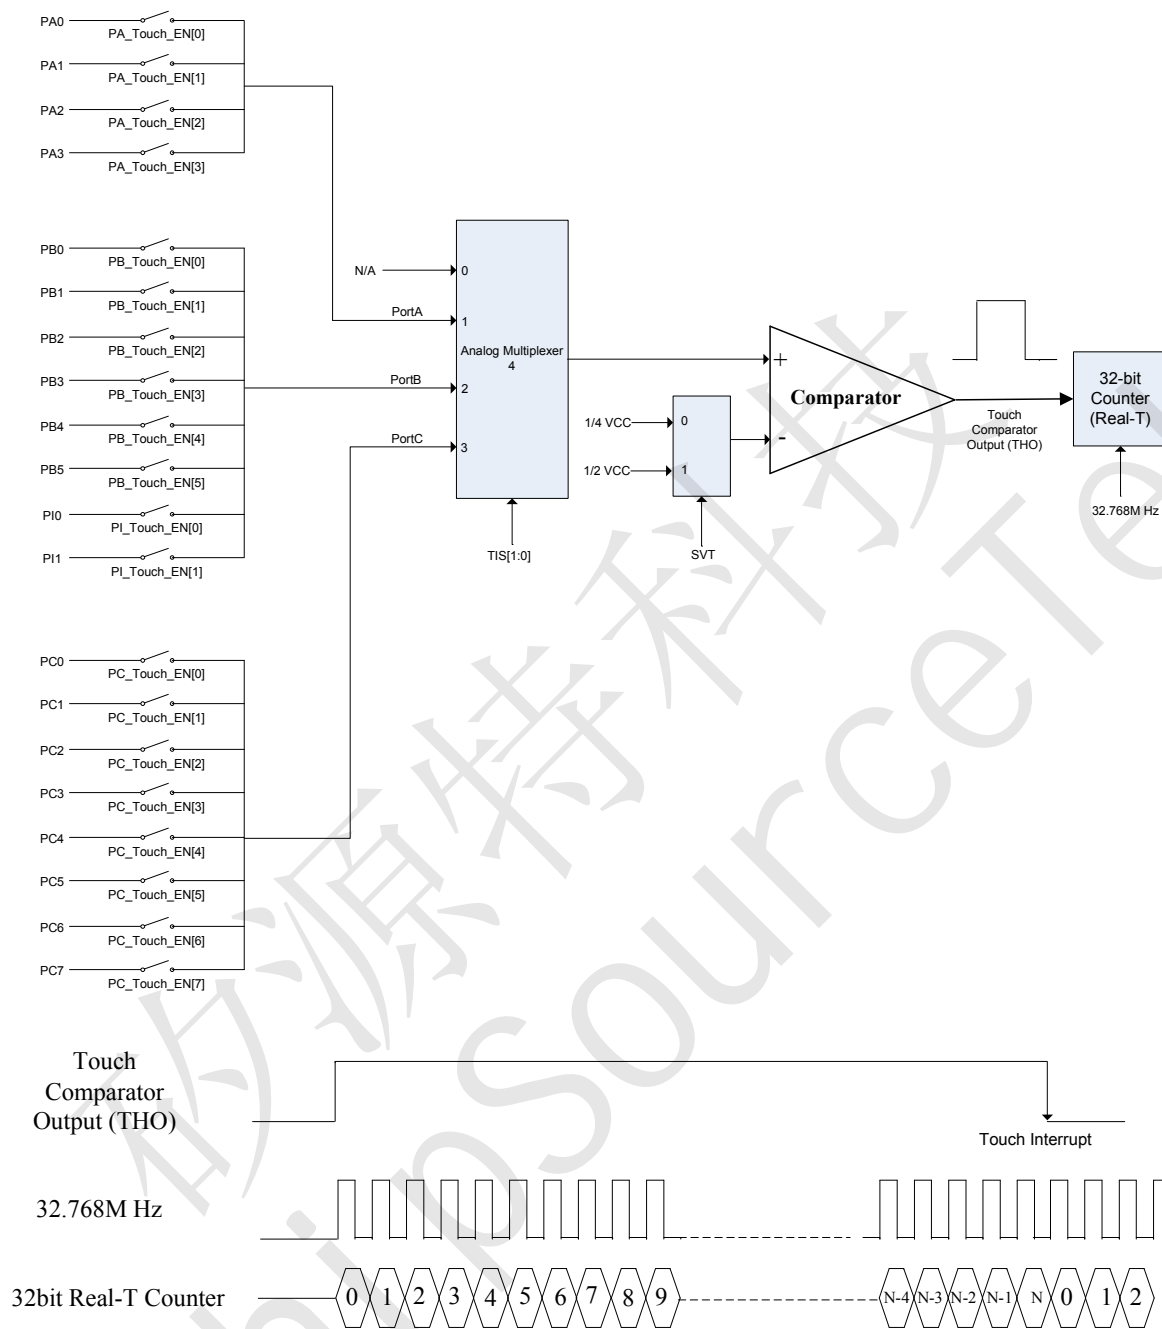 PA0
PA_Touch_EN[0]
PA1
PA_Touch_EN[1]
PA2
PA_Touch_EN[2]
PA3
PA_Touch_EN[3]
PB0
PB_Touch_EN[0]
PB1
PB_Touch_EN[1]
PB2
PB_Touch_EN[2]
PB3
PB_Touch_EN[3]
PB4
PB_Touch_EN[4]
PB5
PB_Touch_EN[5]
PI0
PI_Touch_EN[0]
PI1
PI_Touch_EN[1]
PC0
PC_Touch_EN[0]
PC1
PC_Touch_EN[1]
PC2
PC_Touch_EN[2]
PC3
PC_Touch_EN[3]
PC4
PC_Touch_EN[4]
PC5
PC_Touch_EN[5]
PC6
PC_Touch_EN[6]
PC7
PC_Touch_EN[7]
N/A
0
PortA
1
Analog Multiplexer
4
PortB
2
PortC
3
TIS[1:0]
1/4 VCC
0
1/2 VCC
1
SVT
+
Comparator
-
Touch
Comparator
Output (THO)
32-bit
Counter
(Real-T)
32.768M Hz
Touch
Comparator
Output (THO)
Touch Interrupt
32.768M Hz
32bit Real-T Counter
0 1 2 3 4 5 6 7 8 9 N-4 N-3 N-2 N-1 N 0 1 2
矽源特科技
hipSourceTe